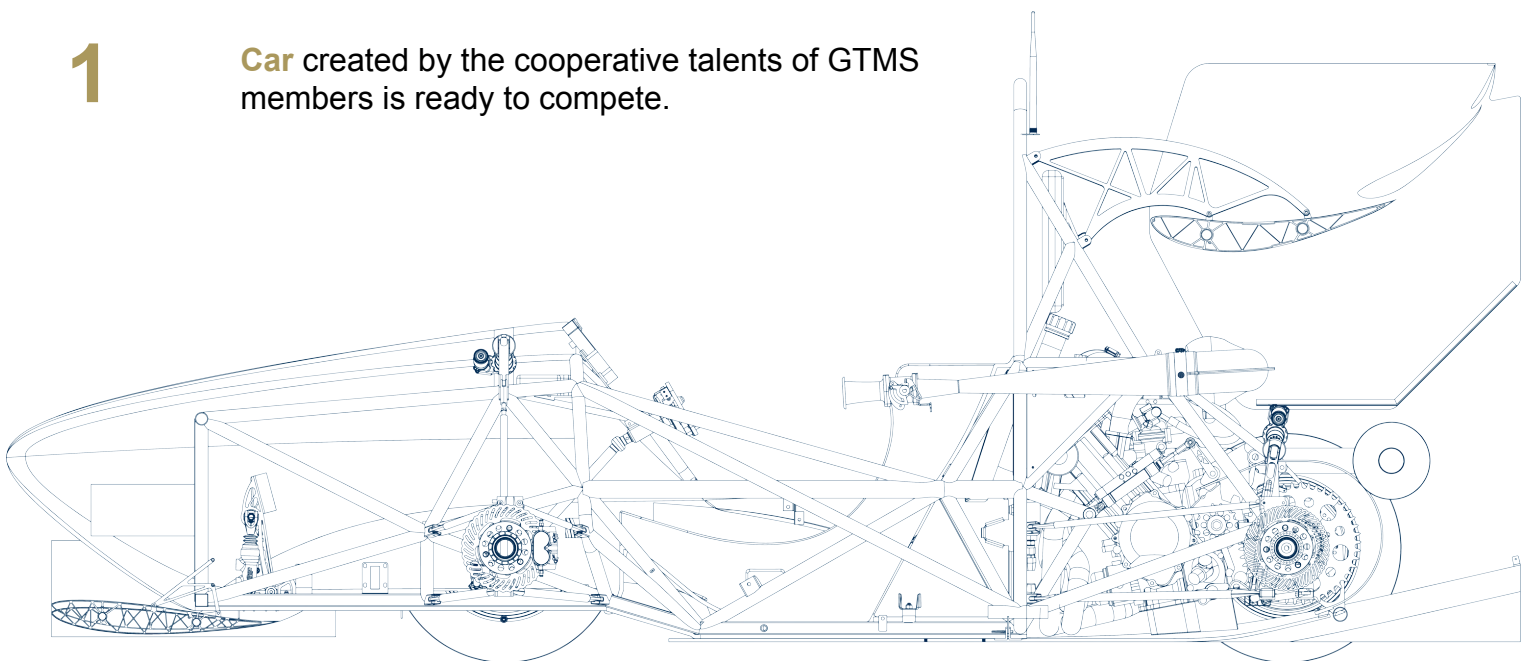 1
Car created by the cooperative talents of GTMS
members is ready to compete.